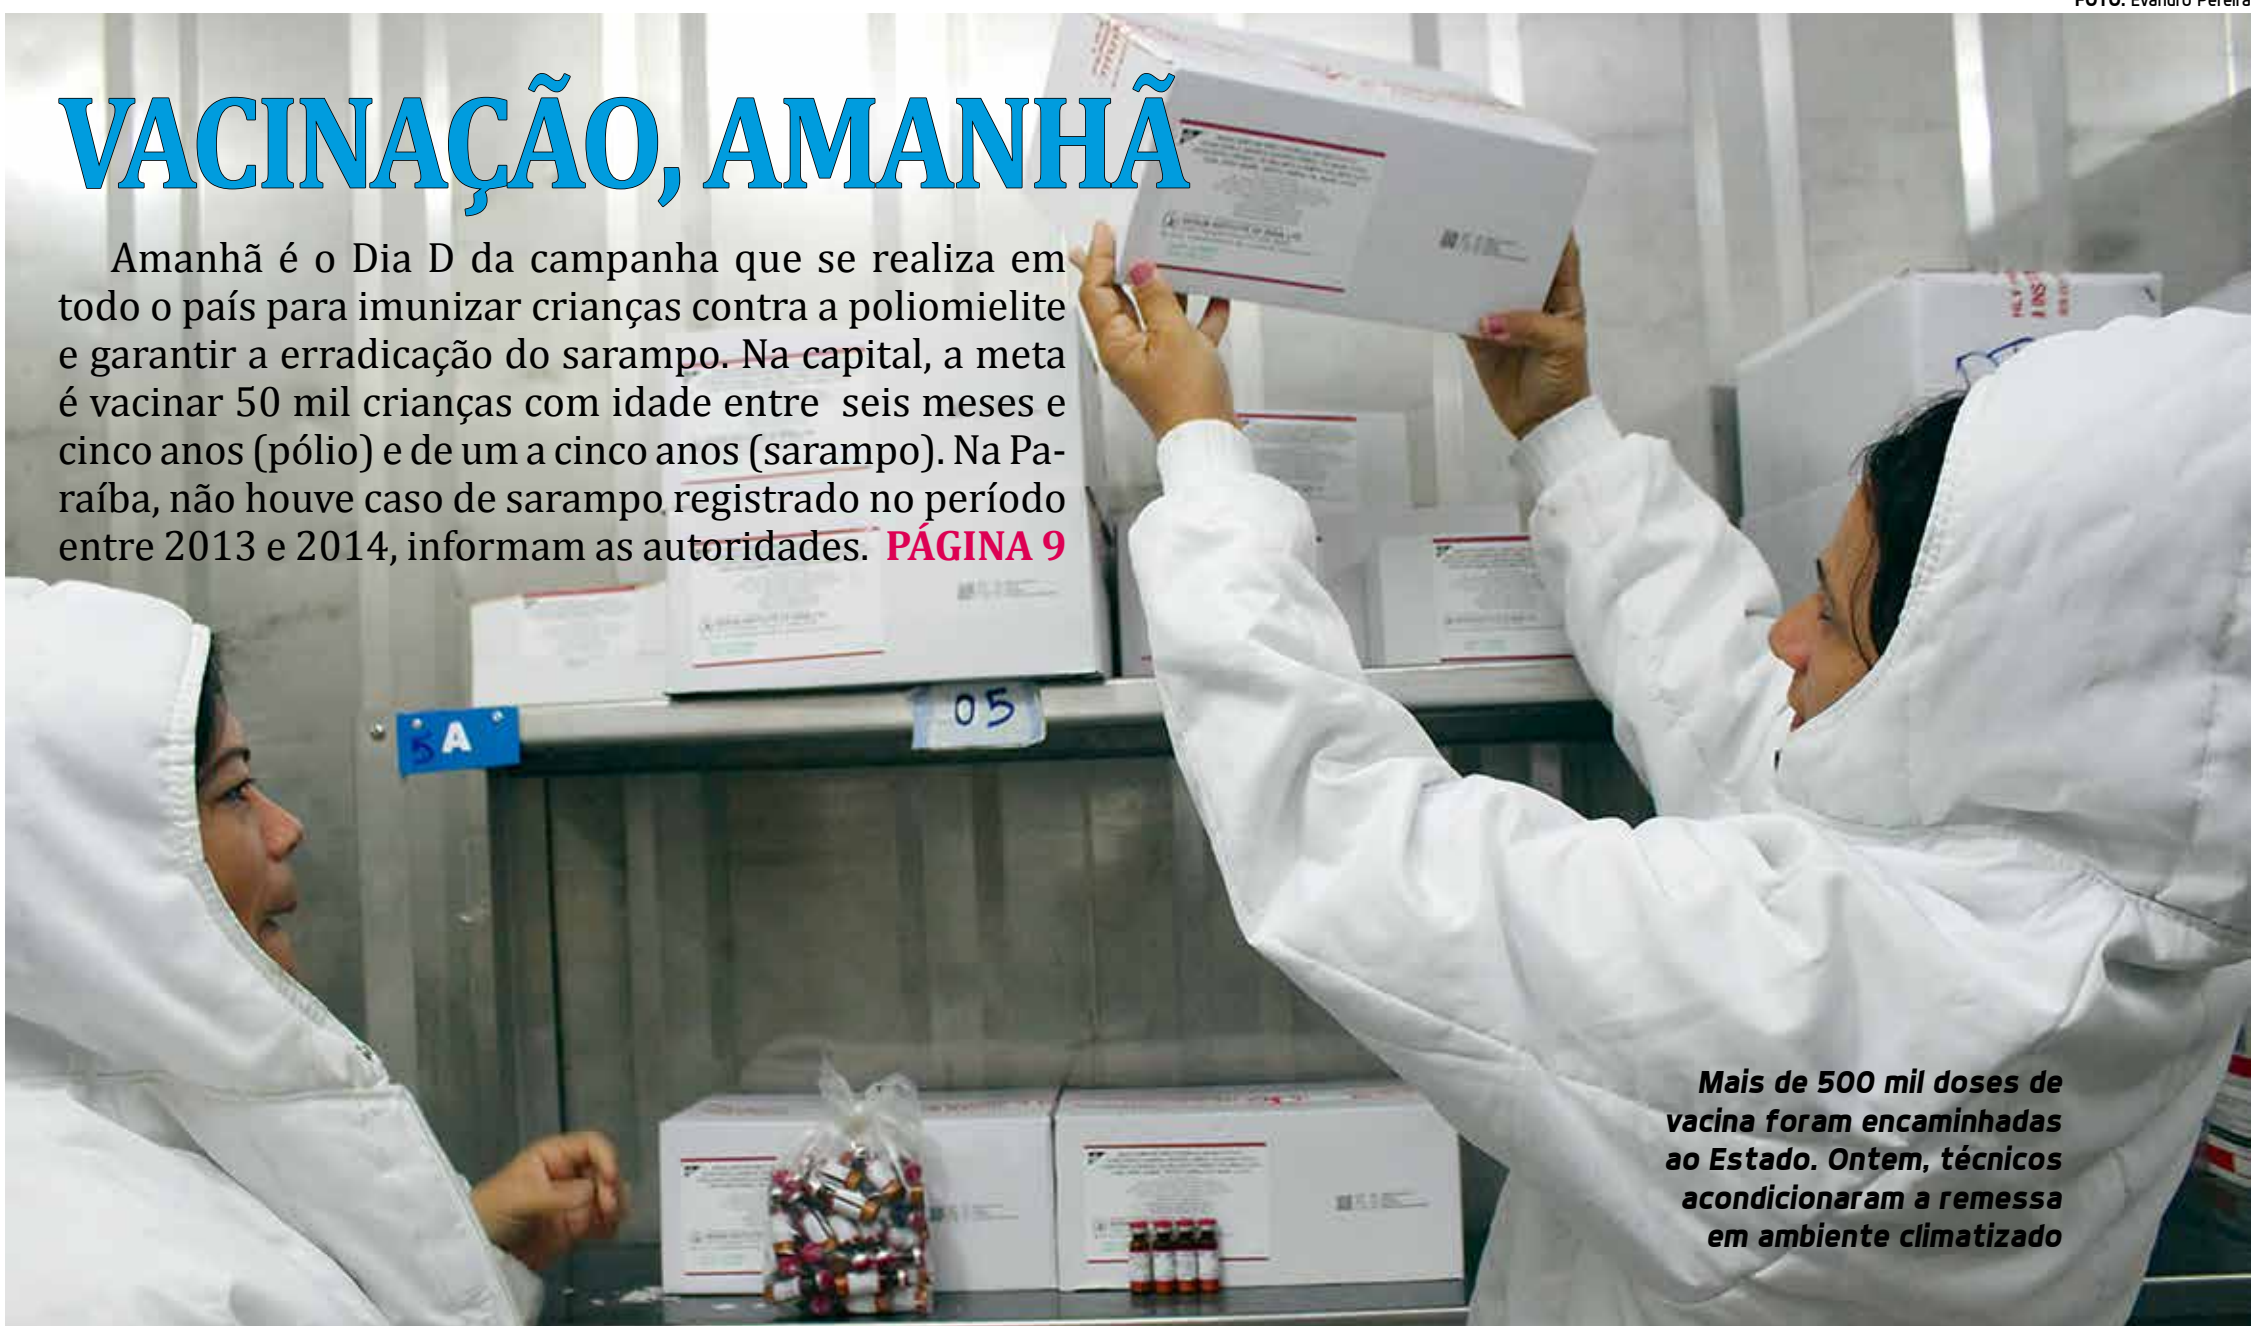 FOTO: Evandro Pereira
VACINAÇÃO, AMANHÃ
Amanhã é o Dia D da campanha que se realiza em
todo o país para imunizar crianças contra a poliomielite
e garantir a erradicação do sarampo. Na capital, a meta
é vacinar 50 mil crianças com idade entre seis meses e
cinco anos (pólio) e de um a cinco anos (sarampo). Na Pa-
raíba, não houve caso de sarampo registrado no período
entre 2013 e 2014, informam as autoridades. PÁGINA 9
5 A
05
Mais de 500 mil doses de
vacina foram encaminhadas
ao Estado. Ontem, técnicos
acondicionaram a remessa
em ambiente climatizado